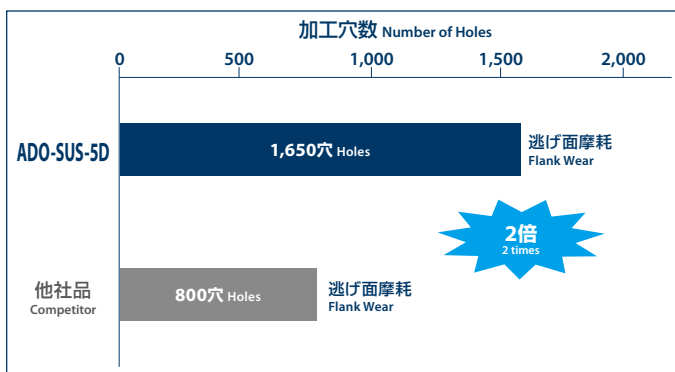 加工穴数 Number of Holes
0 500 1,000 1,500 2,000
ADO-SUS-5D
1,650穴 Holes
逃げ面摩耗
Flank Wear
2倍
2 times
他社品
Competitor
800穴 Holes
逃げ面摩耗
Flank Wear